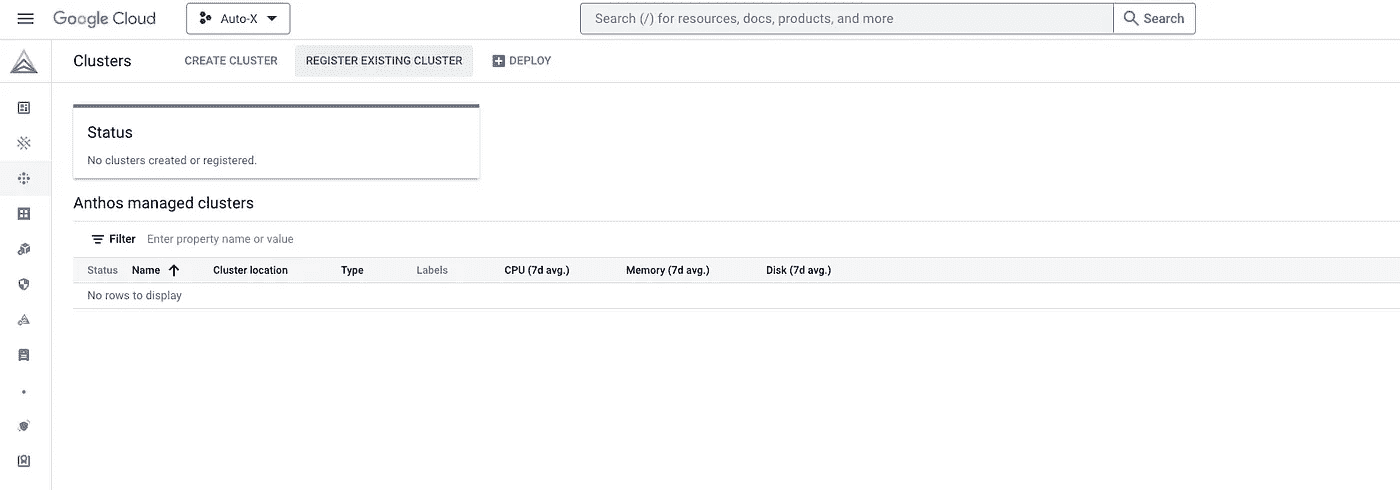 Google Cloud Auto-X Search (/) for resources, docs, products, and more Search
Clusters CREATE CLUSTER REGISTER EXISTING CLUSTER DEPLOY
Status
No clusters created or registered.
Anthos managed clusters
Filter Enter property name or value
Status Name Cluster location Type Labels CPU (7d avg.) Memory (7d avg.) Disk (7d avg.)
No rows to display